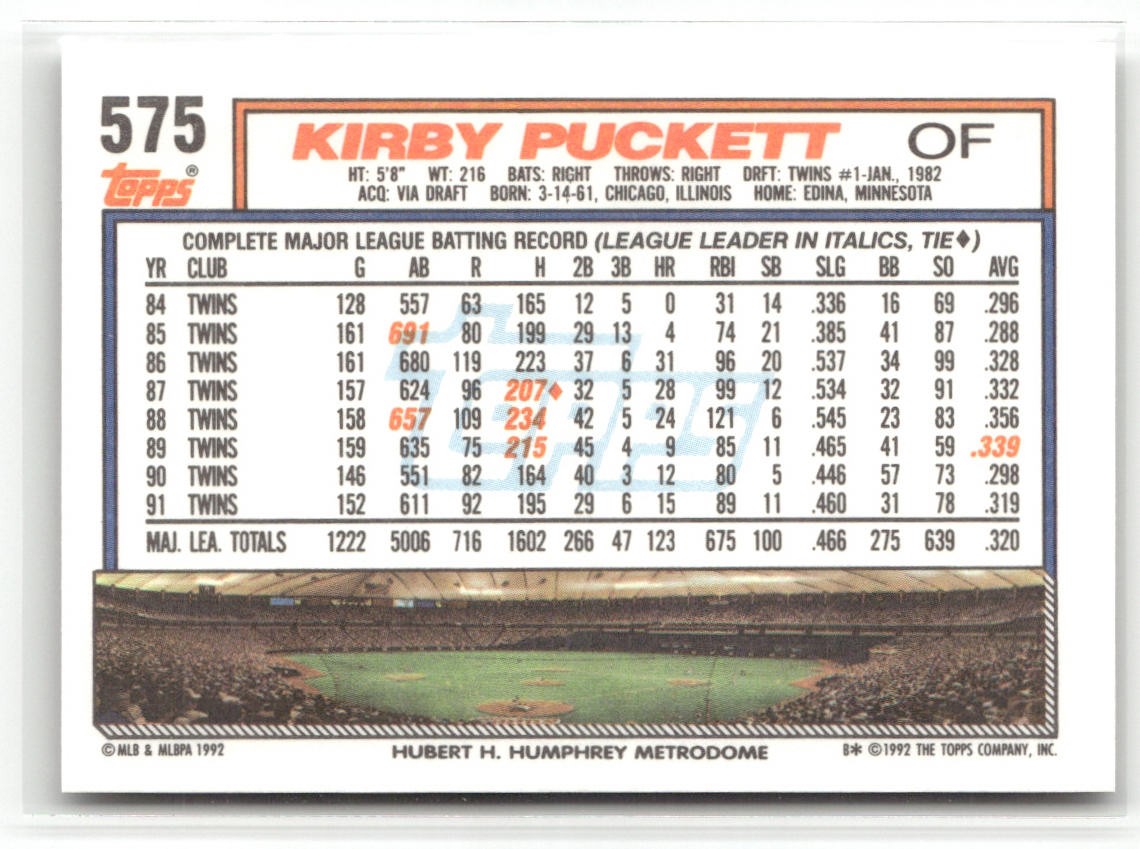 575
KIRBY PUCKETT OF
TOPPS®
HT: 5'8" WT: 216 BATS: RIGHT THROWS: RIGHT DRFT: TWINS #1-JAN., 1982
ACQ: VIA DRAFT BORN: 3-14-61, CHICAGO, ILLINOIS HOME: EDINA, MINNESOTA
COMPLETE MAJOR LEAGUE BATTING RECORD (LEAGUE LEADER IN ITALICS, TIE♦)
YR CLUB G AB R H 2B 3B HR RBI SB SLG BB SO AVG
84 TWINS 128 557 63 165 12 5 0 31 14 .336 16 69 .296
85 TWINS 161 691 80 199 29 13 4 74 21 .385 41 87 .288
86 TWINS 161 680 119 223 37 6 31 96 20 .537 34 99 .328
87 TWINS 157 624 96 207♦ 32 5 28 99 12 .534 32 91 .332
88 TWINS 158 657 109 234 42 5 24 121 6 .545 23 83 .356
89 TWINS 159 635 75 215 45 4 9 85 11 .465 41 59 .339
90 TWINS 146 551 82 164 40 3 12 80 5 .446 57 73 .298
91 TWINS 152 611 92 195 29 6 15 89 11 .460 31 78 .319
MAJ. LEA. TOTALS 1222 5006 716 1602 266 47 123 675 100 .466 275 639 .320
TOPPS
©MLB & MLBPA 1992 HUBERT H. HUMPHREY METRODOME B* ©1992 THE TOPPS COMPANY, INC.